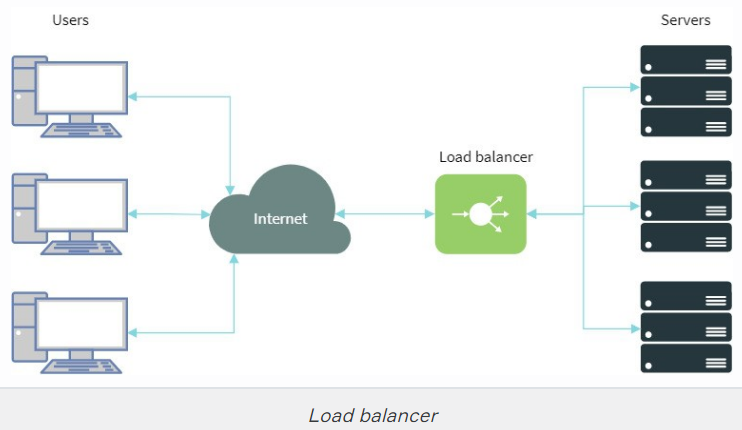 Users
Servers
Load balancer
Internet
Load balancer